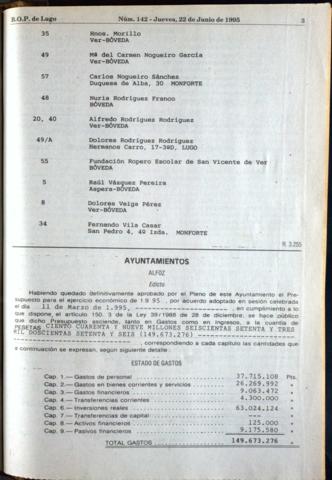 B.O.P. de Lugo Núm. 142 - Jueves, 22 de Junio de 1995 3
35 Hnos. Morillo
Ver-BÓVEDA
49 Mª del Carmen Nogueiro García
Ver-BÓVEDA
57 Carlos Nogueiro Sánchez
Duquesa de Alba, 30 MONFORTE
48 Nuria Rodríguez Franco
BÓVEDA
20, 40 Alfredo Rodríguez Rodríguez
Ver-BÓVEDA
49/A Dolores Rodríguez Rodríguez
Hermanos Carro, 17-3RD, LUGO
55 Fundación Ropero Escolar de San Vicente de Ver
BÓVEDA
5 Raúl Vázquez Pereira
Aspera-BÓVEDA
8 Dolores Veiga Pérez
Ver-BÓVEDA
34 Fernando Vila Casar
San Pedro 4, 49 Izda. MONFORTE
R. 3.255
AYUNTAMIENTOS
ALFOZ
Edicto
Habiendo quedado definitivamente aprobado por el Pleno de este Ayuntamiento el Pre-
supuesto para el ejercicio económico de 1.9 95 , por acuerdo adoptado en sesión celebrada
el día 11 de Marzo de 1.995, , en cumplimiento a lo
que dispone el artículo 150. 3 de la Ley 39/1988 de 28 de diciembre, se hace público
que dicho Presupuesto asciende, tanto en Gastos como en Ingresos, a la cuantía de
PESETAS CIENTO CUARENTA Y NUEVE MILLONES SEISCIENTAS SETENTA Y TRES
MIL DOSCIENTAS SETENTA Y SEIS (149.673.276)
, correspondiendo a cada capítulo las cantidades que
a continuación se expresan, según siguiente detalle:
ESTADO DE GASTOS
Cap. 1.— Gastos de personal 37.715.108 Pts.
Cap. 2.— Gastos en bienes corrientes y servicios 26.269.992 "
Cap. 3.— Gastos financieros 9.063.472 "
Cap. 4.— Transferencias corrientes 4.300.000 "
Cap. 6.— Inversiones reales 63.024.124 "
Cap. 7.— Transferencias de capital --- "
Cap. 8.— Activos financieros 125.000 "
Cap. 9.— Pasivos financieros 9.175.580 "
TOTAL GASTOS 149.673.276 "